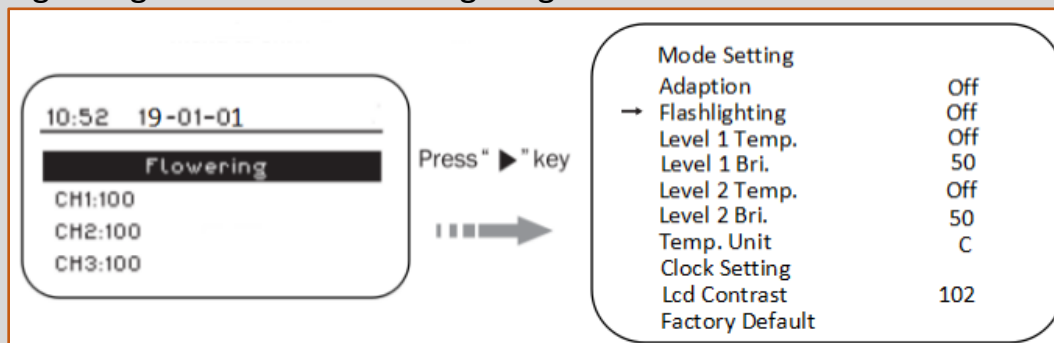 10:52 19-01-01
Flowering
CH1:100
CH2:100
CH3:100
Press " ▶ " key
Mode Setting
Adaption Off
→ Flashlighting Off
Level 1 Temp. Off
Level 1 Bri. 50
Level 2 Temp. Off
Level 2 Bri. 50
Temp. Unit C
Clock Setting
Lcd Contrast 102
Factory Default